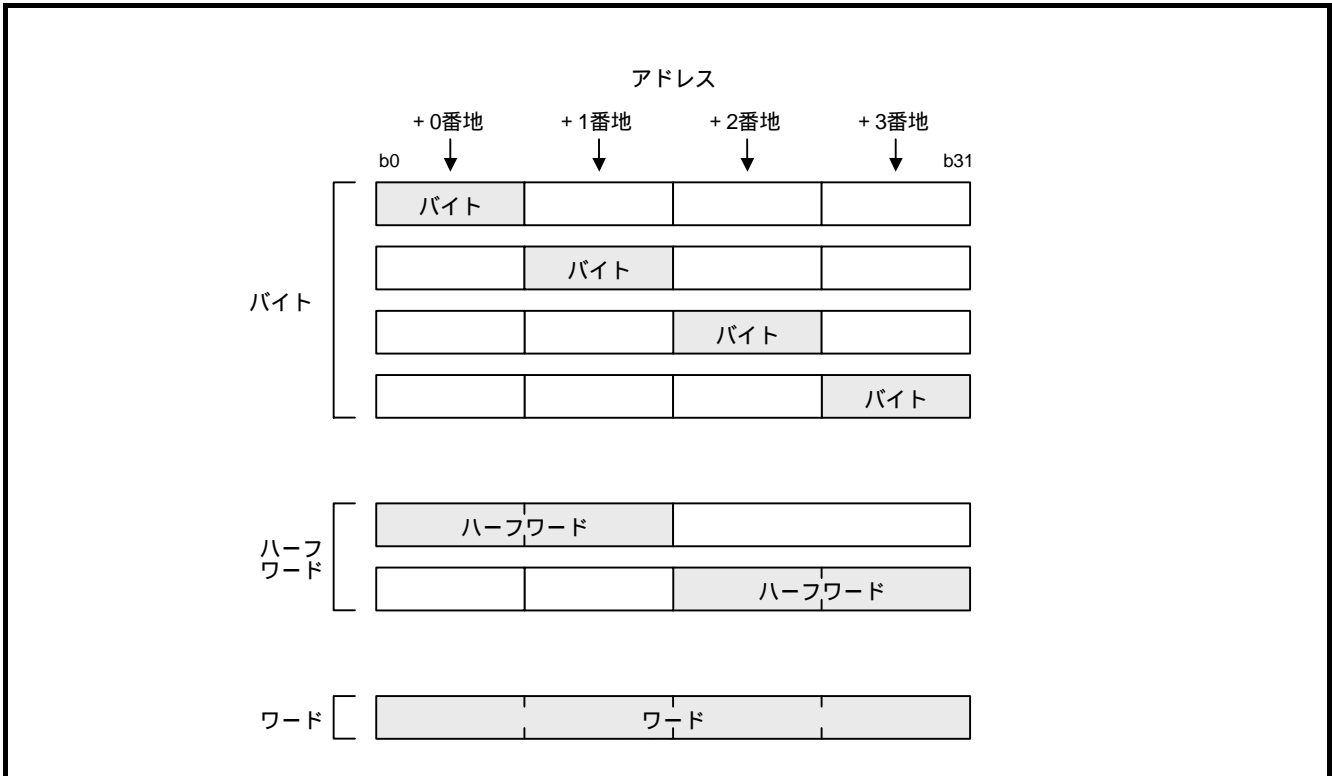 アドレス
+ 0番地 + 1番地 + 2番地 + 3番地
b0 b31
バイト
バイト
バイト
バイト
バイト
ハーフワード
ハーフ
ワード
ハーフワード
ワード ワード